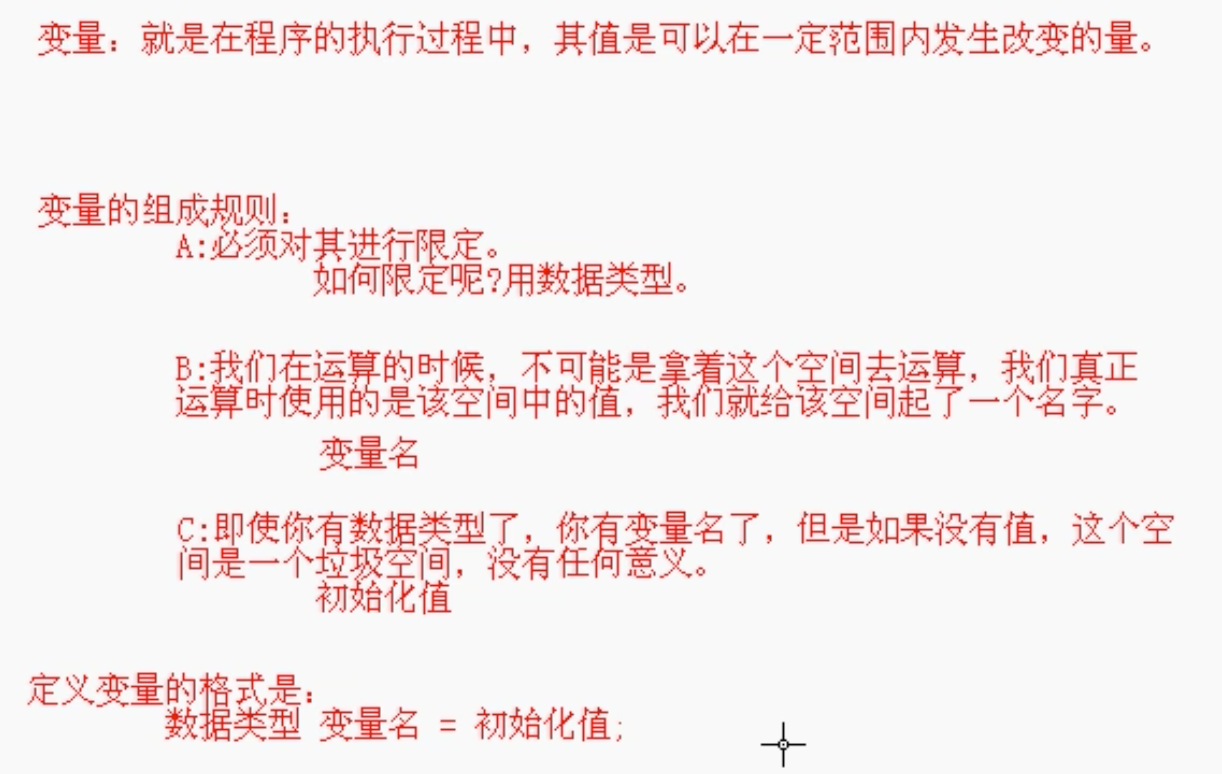 变量：就是在程序的执行过程中，其值是可以在一定范围内发生改变的量。
变量的组成规则：
A:必须对其进行限定。
如何限定呢?用数据类型。
B:我们在运算的时候，不可能是拿着这个空间去运算，我们真正
运算时使用的是该空间中的值，我们就给该空间起了一个名字。
变量名
C:即使你有数据类型了，你有变量名了，但是如果没有值，这个空
间是一个垃圾空间，没有任何意义。
初始化值
定义变量的格式是：
数据类型 变量名 = 初始化值;